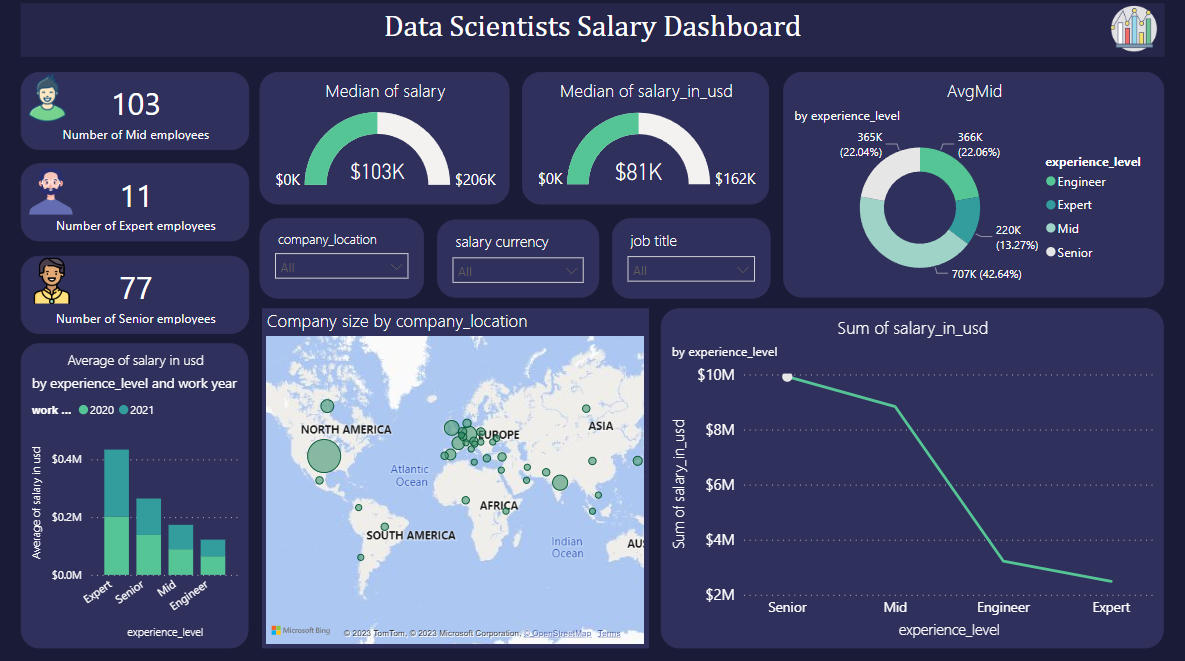 Data Scientists Salary Dashboard
103
Number of Mid employees
11
Number of Expert employees
77
Number of Senior employees
Median of salary
$103K
$0K
$206K
Median of salary_in_usd
$81K
$0K
$162K
company_location
All
salary currency
All
job title
All
AvgMid
by experience_level
365K
(22.04%)
366K
(22.06%)
220K
(13.27%)
707K (42.64%)
experience_level
Engineer
Expert
Mid
Senior
Average of salary in usd
by experience_level and work year
work ... 2020 2021
Average of salary in usd
$0.4M
$0.2M
$0.0M
Expert
Senior
Mid
Engineer
experience_level
Company size by company_location
NORTH AMERICA
EUROPE
ASIA
Atlantic
Ocean
AFRICA
SOUTH AMERICA
Indian
Ocean
AUS
Microsoft Bing
© 2023 TomTom, © 2023 Microsoft Corporation, © OpenStreetMap Terms
Sum of salary_in_usd
by experience_level
Sum of salary_in_usd
$10M
$8M
$6M
$4M
$2M
Senior
Mid
Engineer
Expert
experience_level